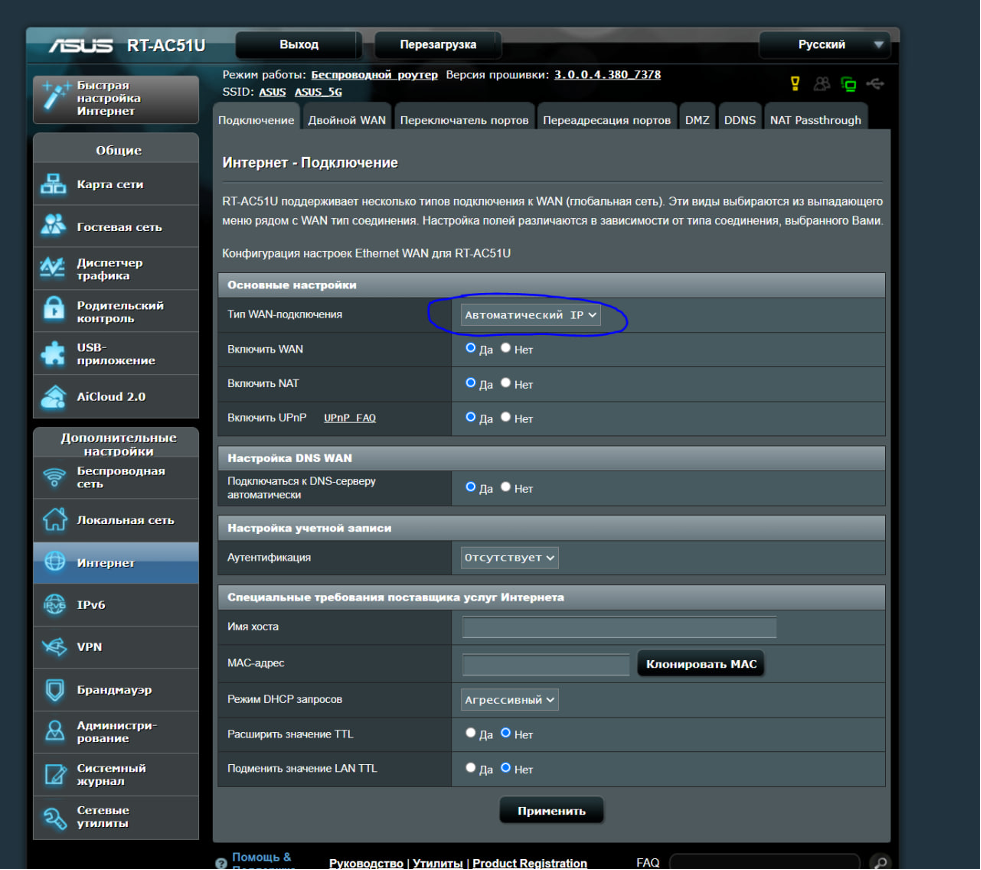 ASUS RT-AC51U Выход Перезагрузка Русский
Режим работы: Беспроводной роутер Версия прошивки: 3.0.0.4.380_7378
SSID: ASUS ASUS_5G
Быстрая
настройка
Интернет
Общие
Карта сети
Гостевая сеть
Диспетчер
трафика
Родительский
контроль
USB-
приложение
AiCloud 2.0
Дополнительные
настройки
Беспроводная
сеть
Локальная сеть
Интернет
IPv6
VPN
Брандмауэр
Администри-
рование
Системный
журнал
Сетевые
утилиты
Подключение Двойной WAN Переключатель портов Переадресация портов DMZ DDNS NAT Passthrough
Интернет - Подключение
RT-AC51U поддерживает несколько типов подключения к WAN (глобальная сеть). Эти виды выбираются из выпадающего
меню рядом с WAN тип соединения. Настройка полей различаются в зависимости от типа соединения, выбранного Вами.
Конфигурация настроек Ethernet WAN для RT-AC51U
Основные настройки
Тип WAN-подключения Автоматический IP
Включить WAN Да Нет
Включить NAT Да Нет
Включить UPnP UPnP FAQ Да Нет
Настройка DNS WAN
Подключаться к DNS-серверу
автоматически Да Нет
Настройка учетной записи
Аутентификация Отсутствует
Специальные требования поставщика услуг Интернета
Имя хоста
MAC-адрес Клонировать MAC
Режим DHCP запросов Агрессивный
Расширить значение TTL Да Нет
Подменить значение LAN TTL Да Нет
Применить
Помощь &
Руководство | Утилиты | Product Registration FAQ